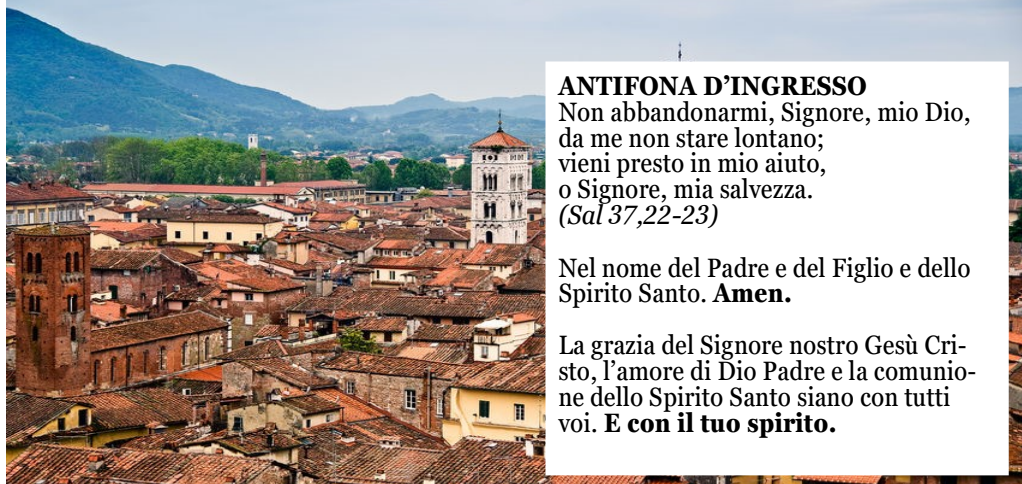 ANTIFONA D’INGRESSO
Non abbandonarmi, Signore, mio Dio,
da me non stare lontano;
vieni presto in mio aiuto,
o Signore, mia salvezza.
(Sal 37,22-23)
Nel nome del Padre e del Figlio e dello
Spirito Santo. Amen.
La grazia del Signore nostro Gesù Cri-
sto, l’amore di Dio Padre e la comunio-
ne dello Spirito Santo siano con tutti
voi. E con il tuo spirito.